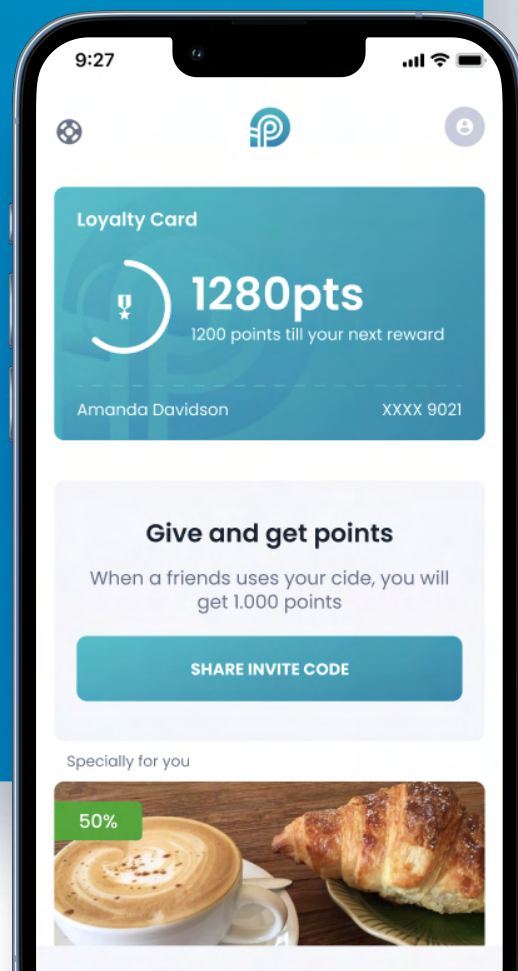 9:27
Loyalty Card
1280pts
1200 points till your next reward
Amanda Davidson
XXXX 9021
Give and get points
When a friends uses your cide, you will
get 1.000 points
SHARE INVITE CODE
Specially for you
50%